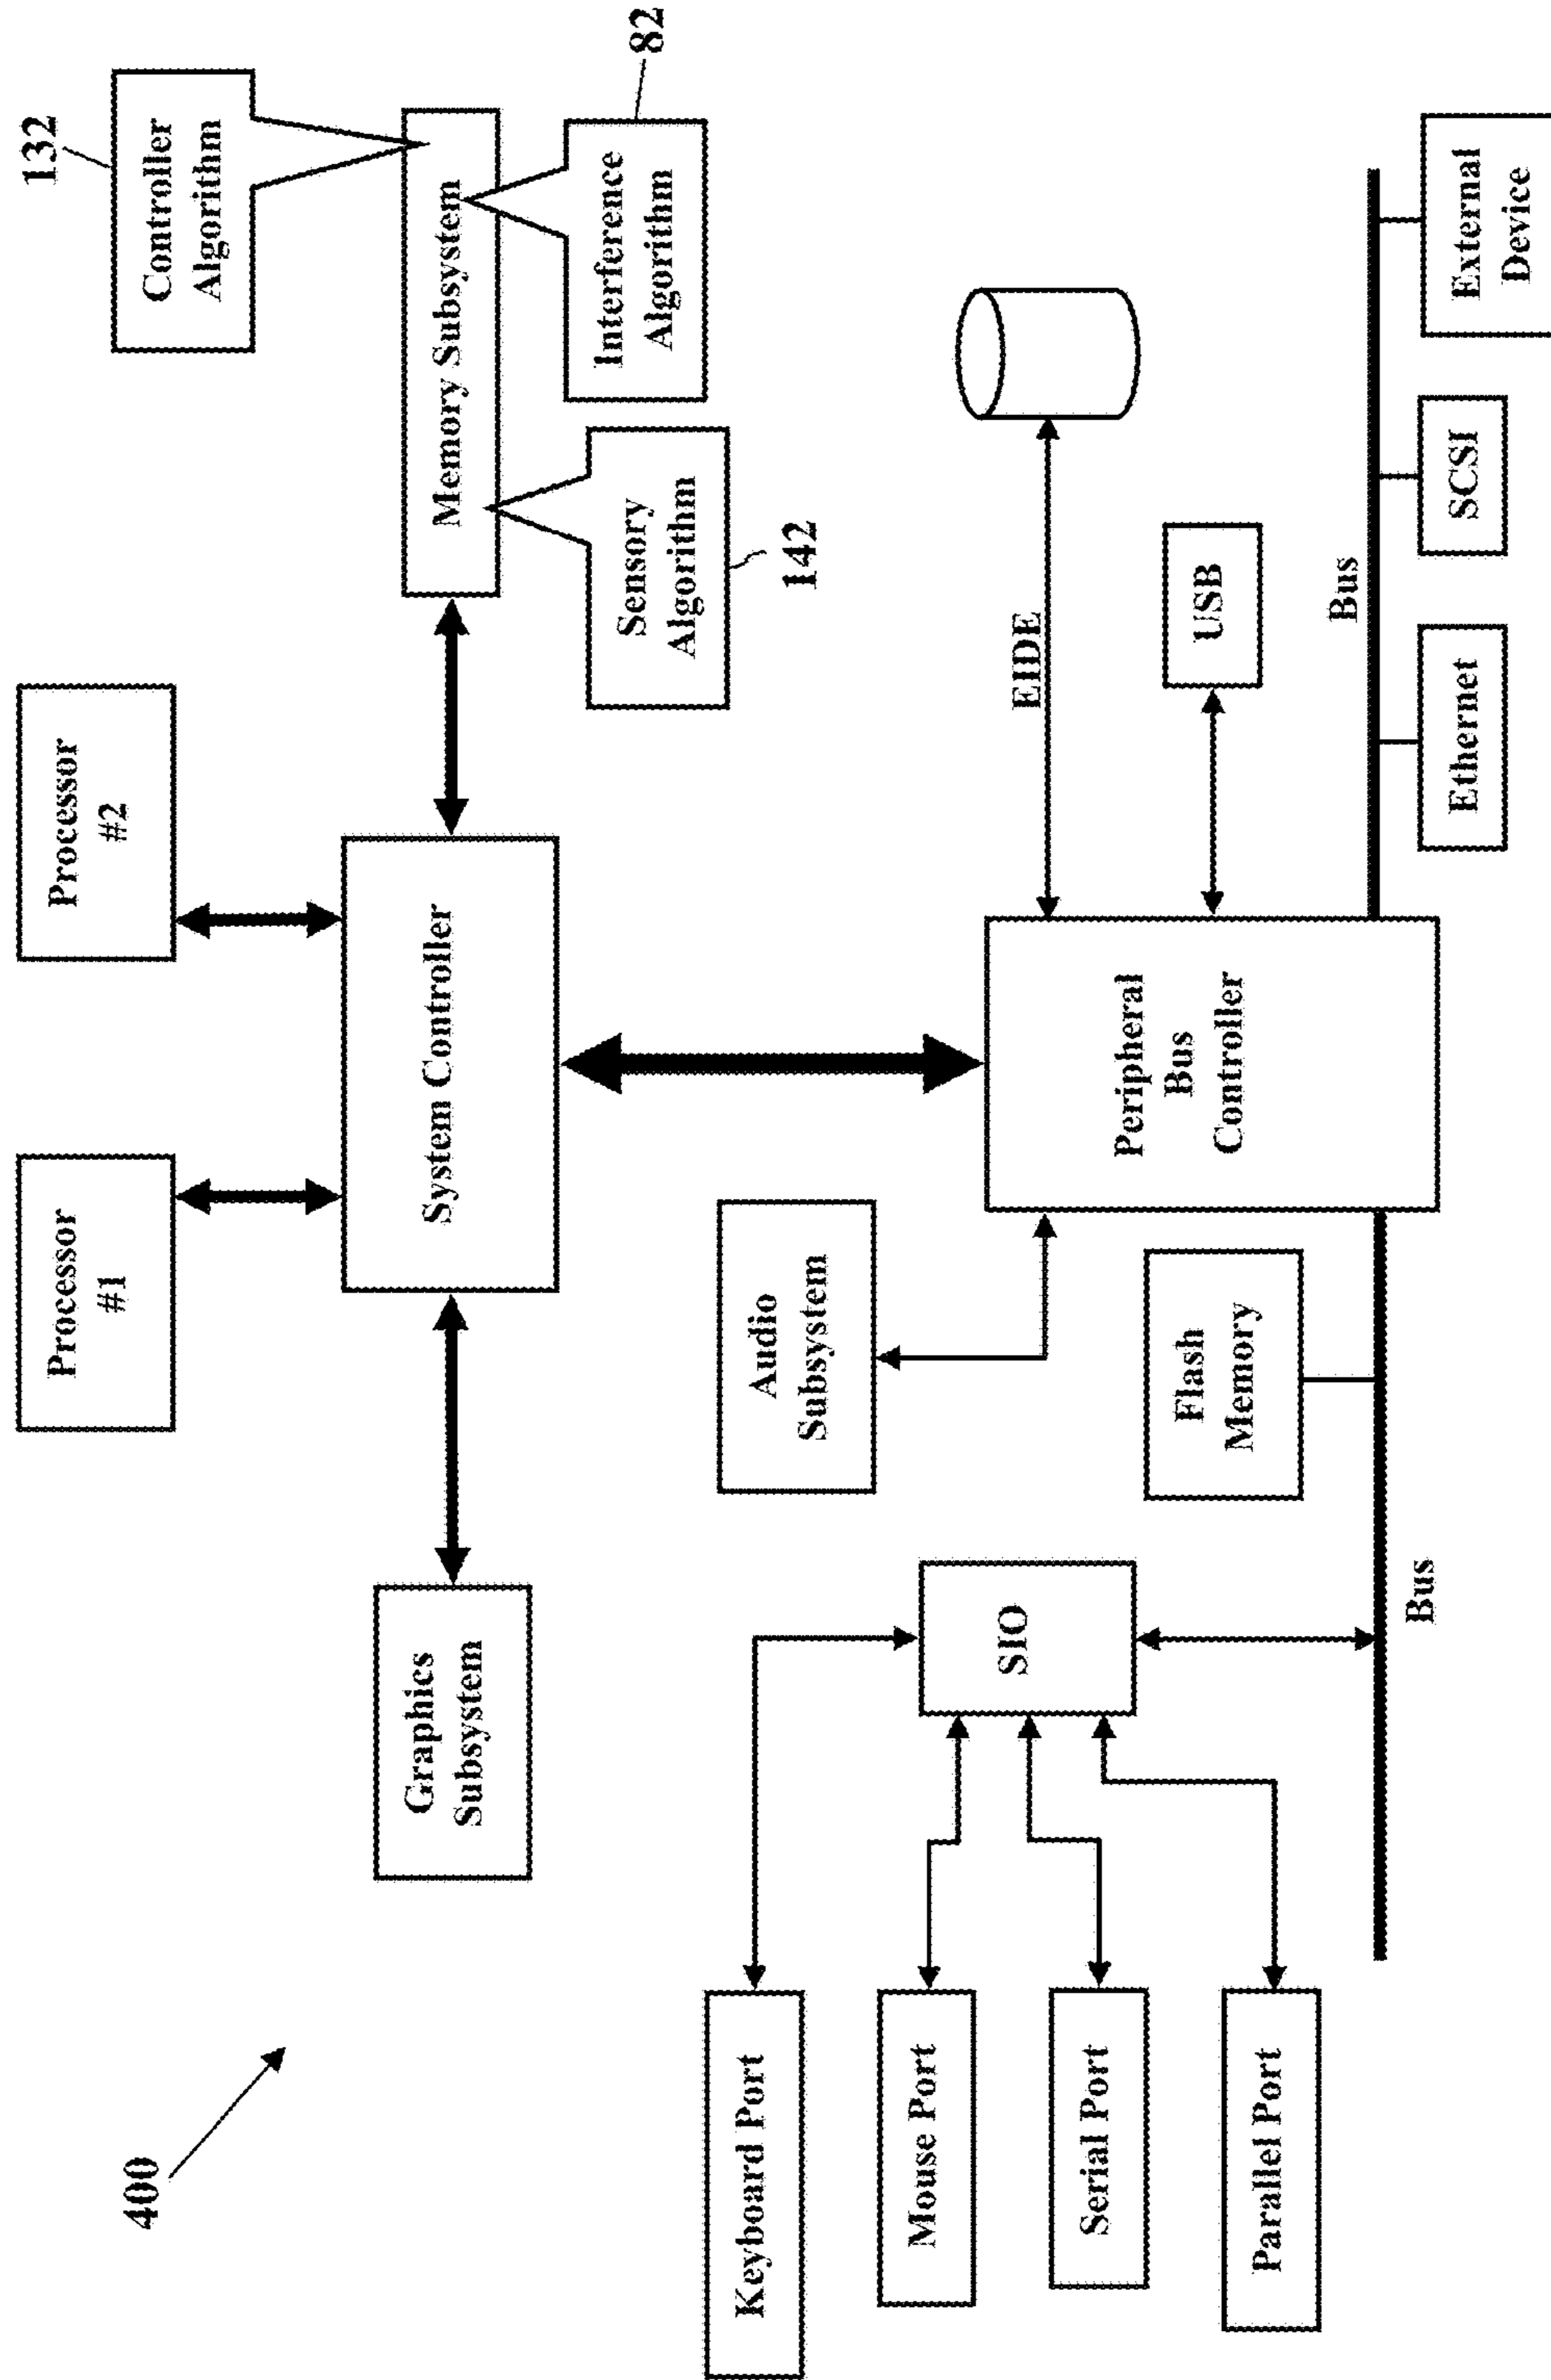 400
Processor
#1
Processor
#2
132
Controller
Algorithm
Graphics
Subsystem
System Controller
Memory Subsystem
Sensory
Algorithm
142
Interference
Algorithm
82
Keyboard Port
Mouse Port
Serial Port
Parallel Port
SIO
Audio
Subsystem
Flash
Memory
Bus
Peripheral
Bus
Controller
EIDE
USB
Bus
Ethernet
SCSI
External
Device